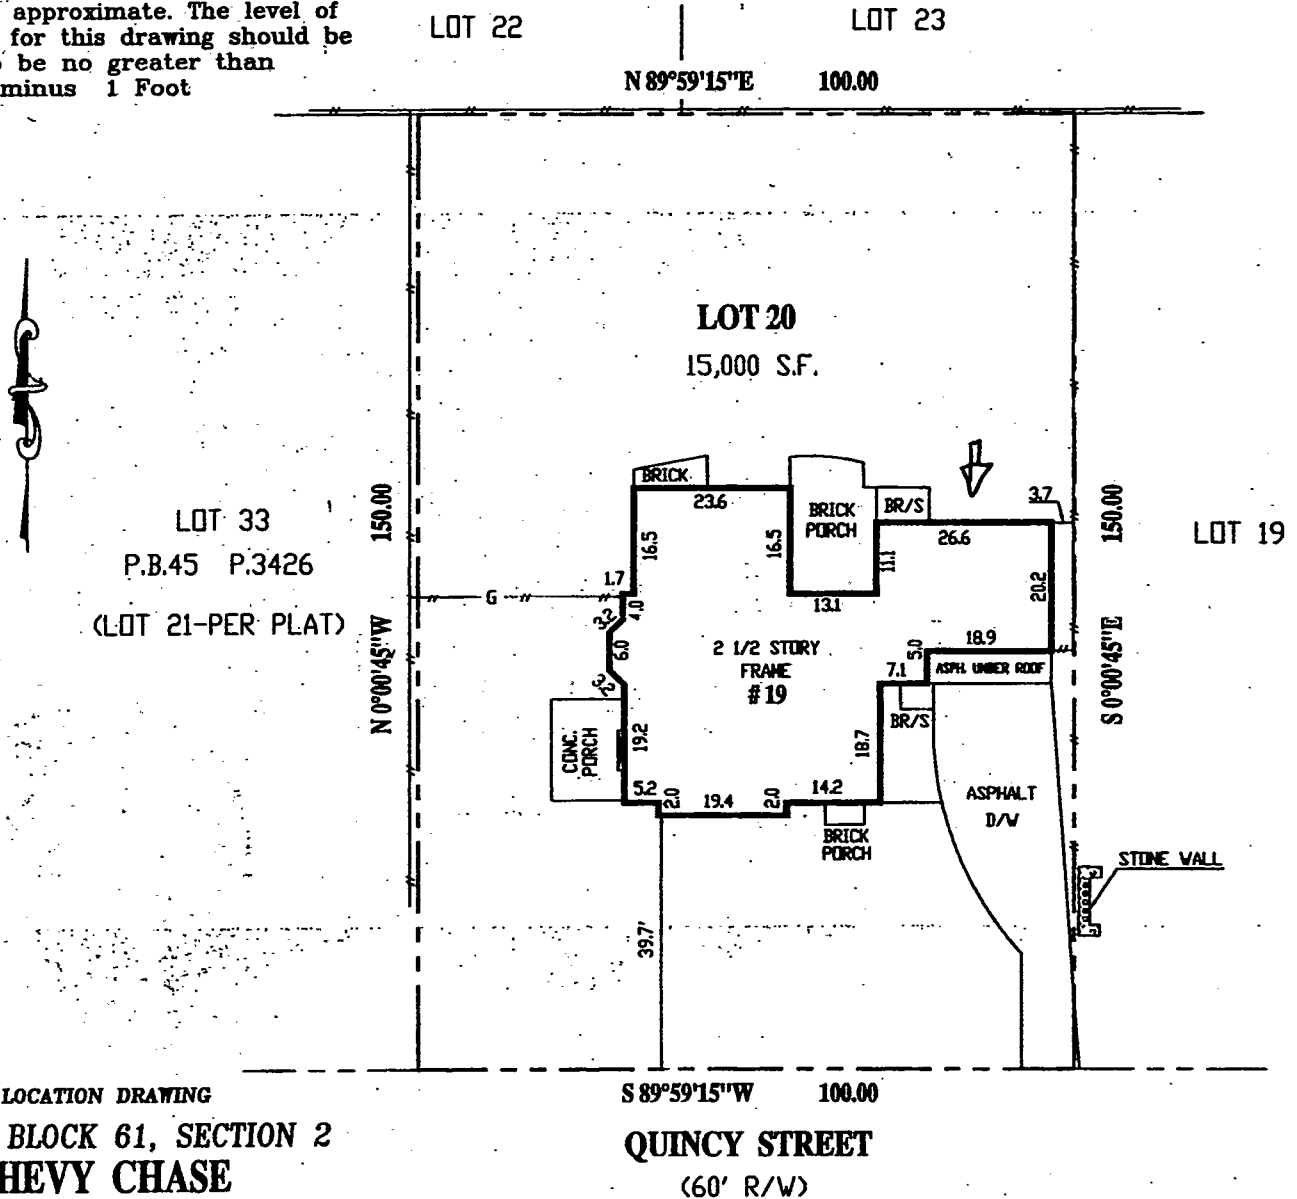 approximate. The level of
for this drawing should be
be no greater than
minus 1 Foot
LOT 22
LOT 23
N 89°59'15"E 100.00
LOT 20
15,000 S.F.
LOT 33
P.B.45 P.3426
(LOT 21-PER PLAT)
N 0°00'45"W 150.00
S 0°00'45"E 150.00
LOT 19
BRICK
23.6
16.5
16.5
BRICK
PORCH
BR/S
3.7
26.6
11.1
20.2
13.1
1.7
4.0
G
3.2
6.0
3.2
2 1/2 STORY
FRAME
#19
18.9
5.0
7.1
ASPH. UNDER ROOF
BR/S
CONC.
PORCH
19.2
18.7
5.2
2.0
19.4
2.0
14.2
BRICK
PORCH
ASPHALT
D/W
STONE WALL
39.7'
LOCATION DRAWING
BLOCK 61, SECTION 2
HEVY CHASE
S 89°59'15"W 100.00
QUINCY STREET
(60' R/W)